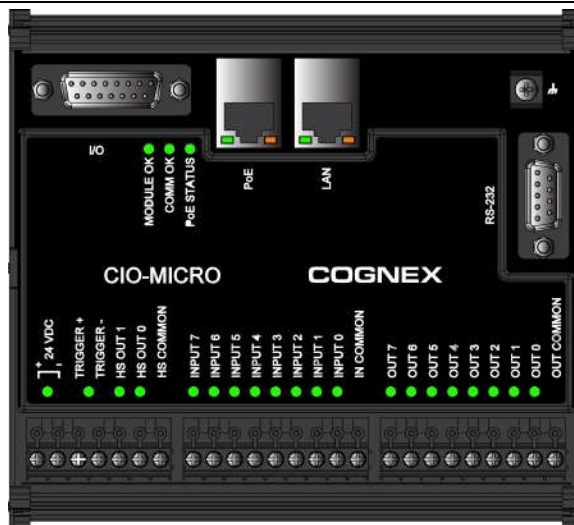 I/O
MODULE OK
COMM OK
PoE STATUS
PoE
LAN
RS-232
CIO-MICRO
COGNEX
+
-
24 VDC
TRIGGER +
TRIGGER -
HS OUT 1
HS OUT 0
HS COMMON
INPUT 7
INPUT 6
INPUT 5
INPUT 4
INPUT 3
INPUT 2
INPUT 1
INPUT 0
IN COMMON
OUT 7
OUT 6
OUT 5
OUT 4
OUT 3
OUT 2
OUT 1
OUT 0
OUT COMMON